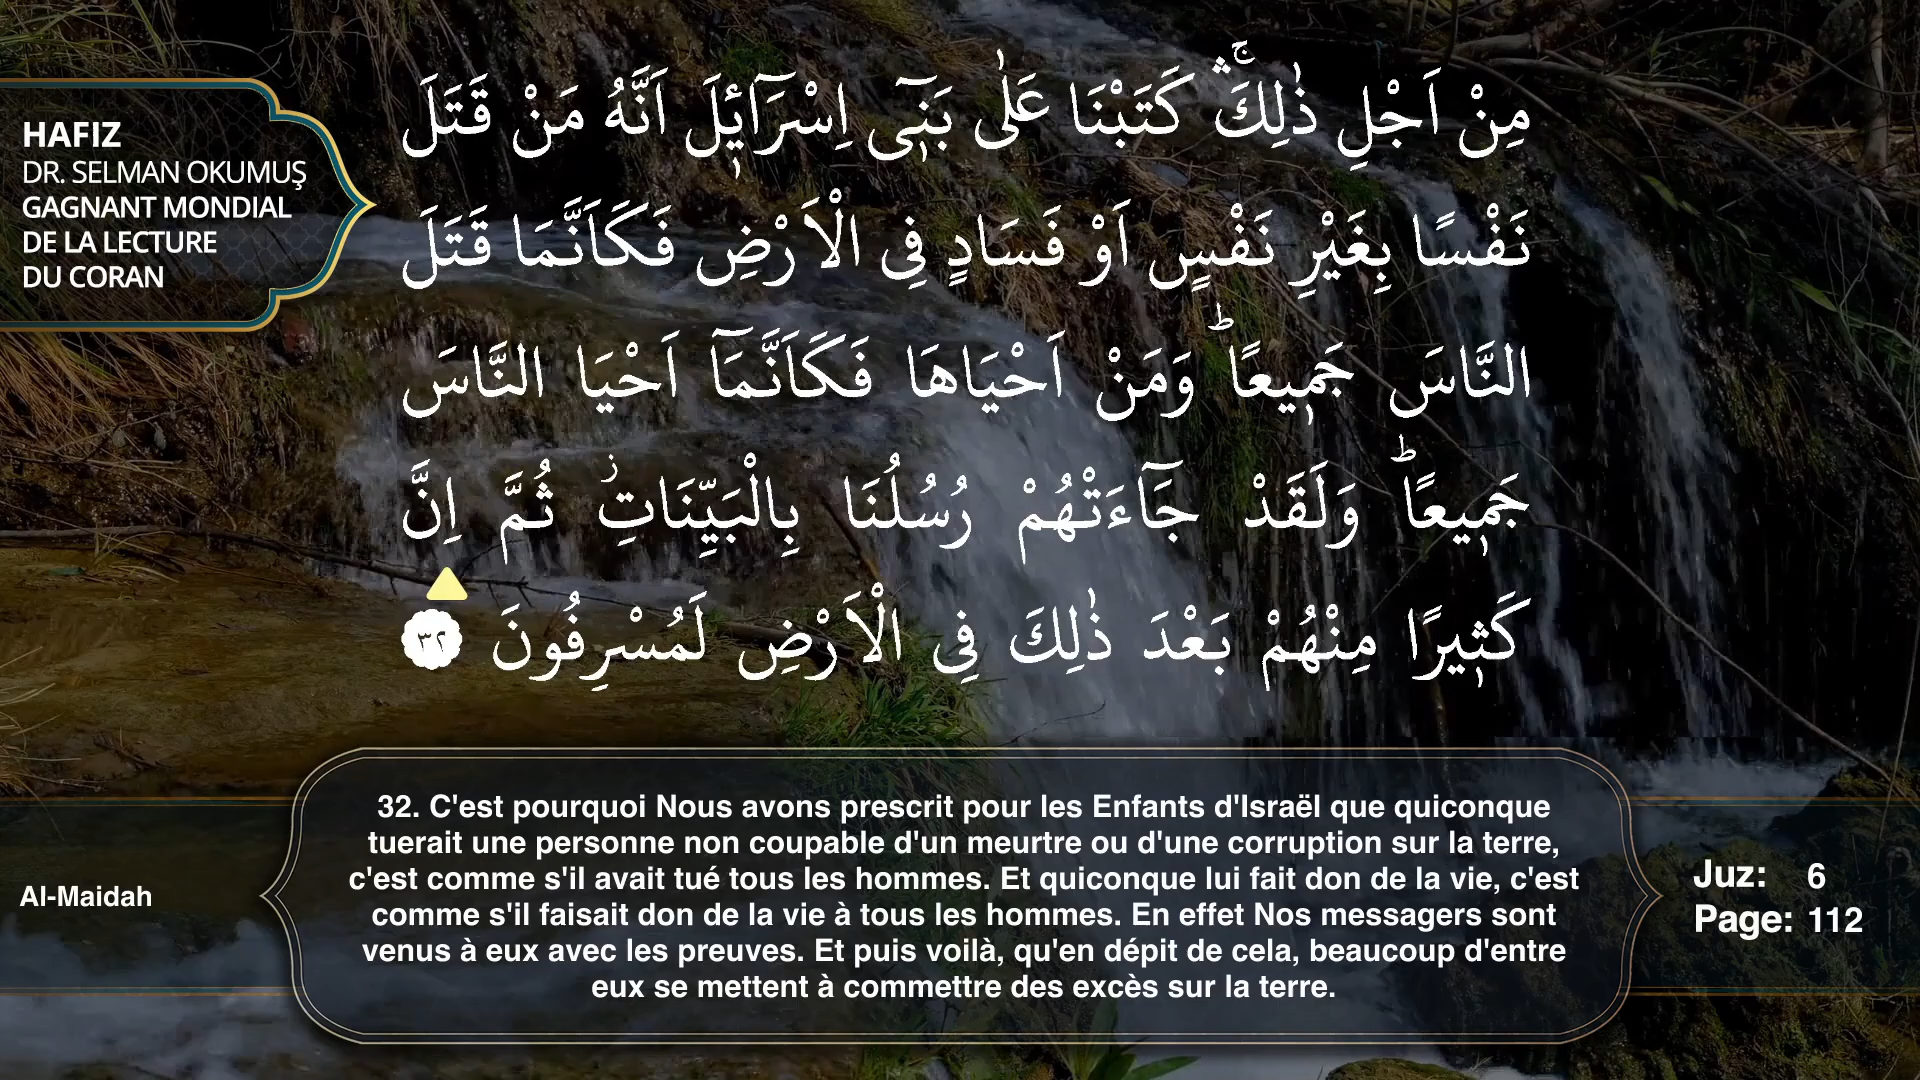 HAFIZ
DR. SELMAN OKUMUŞ
GAGNANT MONDIAL
DE LA LECTURE
DU CORAN
مِنْ اَجْلِ ذٰلِكَۛۚ كَتَبْنَا عَلٰى بَن۪ٓى اِسْرَٓائ۪لَ اَنَّهُ مَنْ قَتَلَ
نَفْسًا بِغَيْرِ نَفْسٍ اَوْ فَسَادٍ فِى الْاَرْضِ فَكَاَنَّمَا قَتَلَ
النَّاسَ جَم۪يعًاۜ وَمَنْ اَحْيَاهَا فَكَاَنَّمَٓا اَحْيَا النَّاسَ
جَم۪يعًاۜ وَلَقَدْ جَٓاءَتْهُمْ رُسُلُنَا بِالْبَيِّنَاتِۘ ثُمَّ اِنَّ
كَث۪يرًا مِنْهُمْ بَعْدَ ذٰلِكَ فِى الْاَرْضِ لَمُسْرِفُونَ ٣٢
32. C'est pourquoi Nous avons prescrit pour les Enfants d'Israël que quiconque
tuerait une personne non coupable d'un meurtre ou d'une corruption sur la terre,
c'est comme s'il avait tué tous les hommes. Et quiconque lui fait don de la vie, c'est
comme s'il faisait don de la vie à tous les hommes. En effet Nos messagers sont
venus à eux avec les preuves. Et puis voilà, qu'en dépit de cela, beaucoup d'entre
eux se mettent à commettre des excès sur la terre.
Al-Maidah
Juz: 6
Page: 112